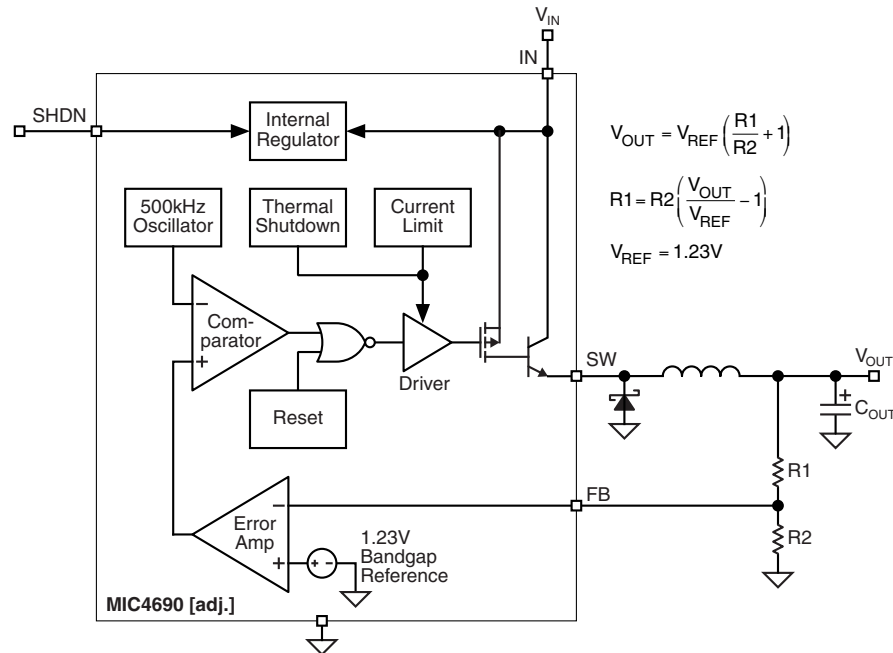 V_IN
IN
SHDN
Internal
Regulator
V_OUT = V_REF (R1/R2 + 1)
R1 = R2 (V_OUT/V_REF − 1)
V_REF = 1.23V
500kHz
Oscillator
Thermal
Shutdown
Current
Limit
−
Com-
parator
+
Driver
Reset
SW
V_OUT
+
C_OUT
R1
FB
R2
−
Error
Amp
+
+ −
1.23V
Bandgap
Reference
MIC4690 [adj.]